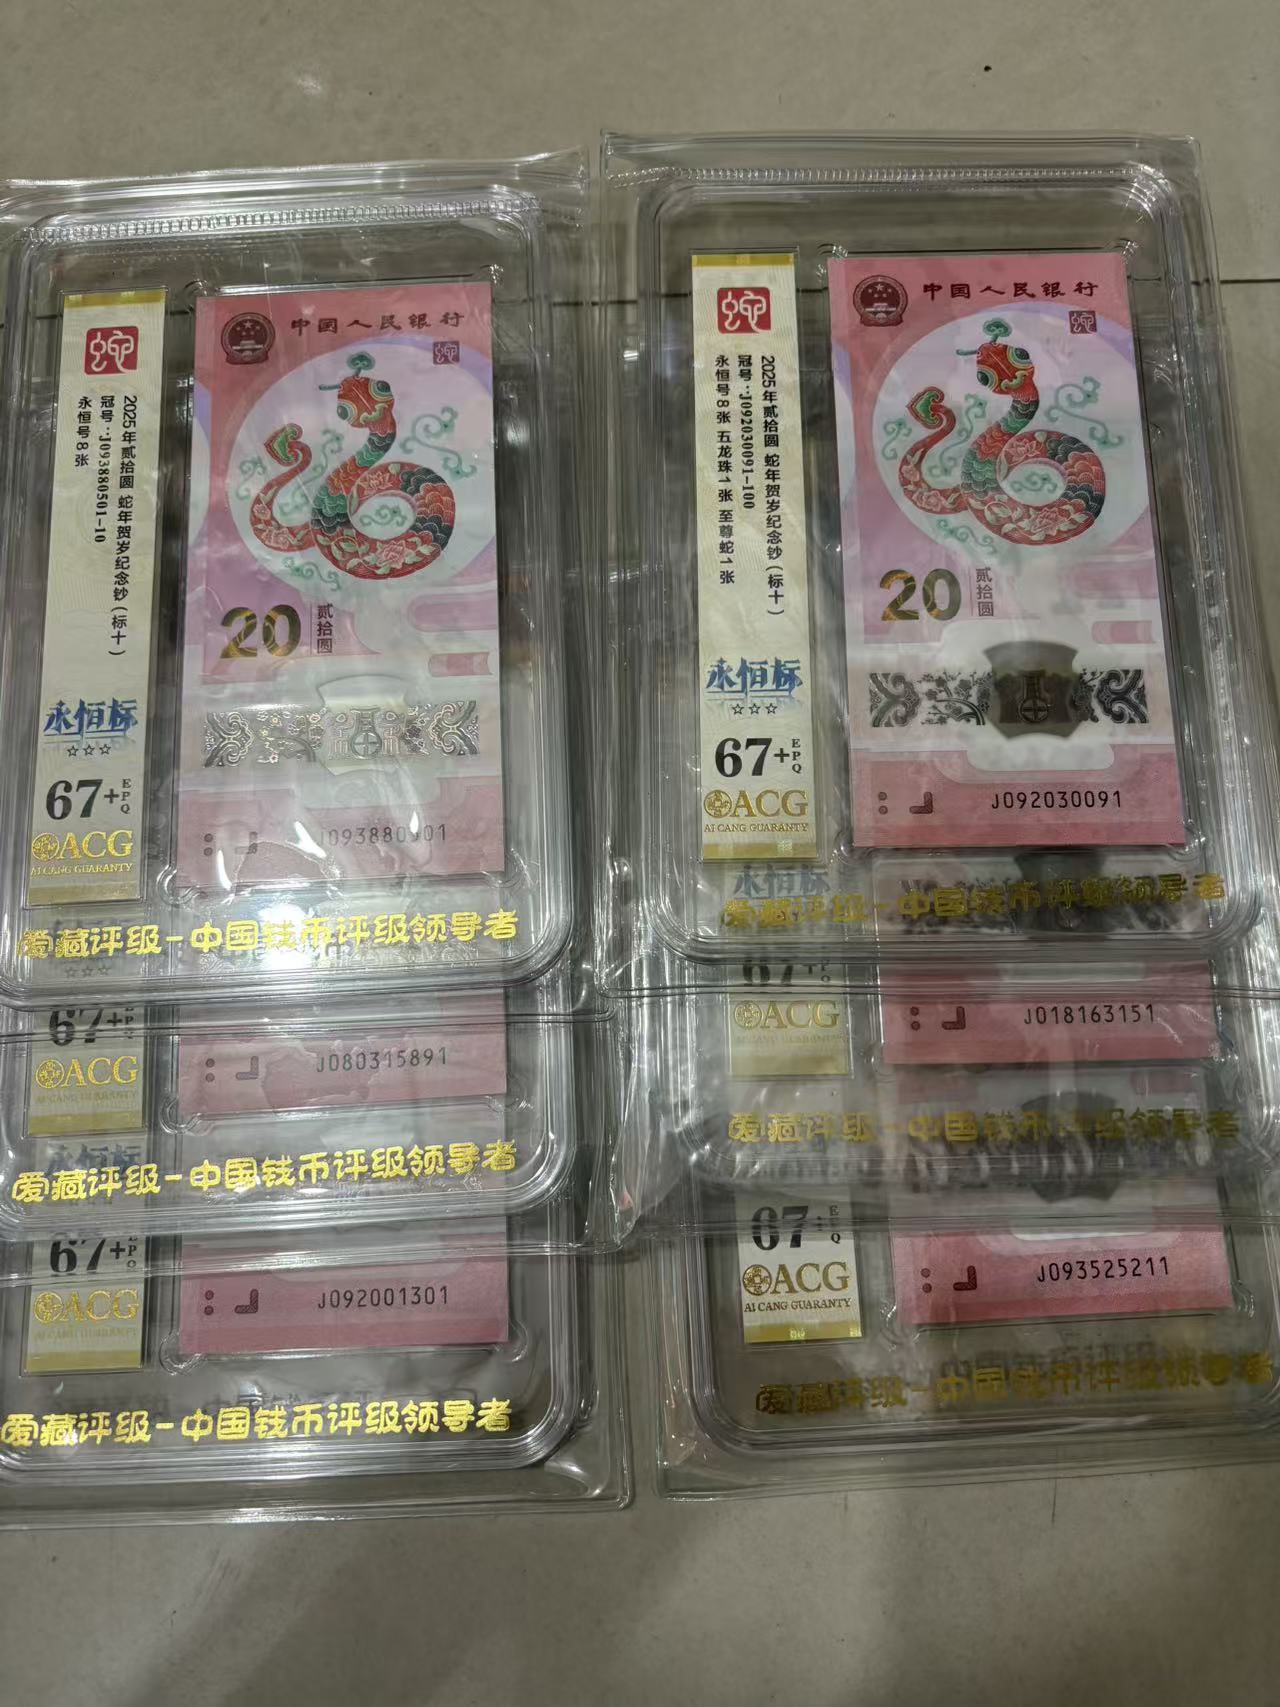 蛇
2025年贰拾圆 蛇年贺岁纪念钞(标十)
冠号:J093880501-10
永恒号8张
永恒标
☆☆☆
67+EPQ
ACG
AI CANG GUARANTY
中国人民银行
蛇
20
贰拾圆
爱藏评级-中国钱币评级领导者
67+
ACG
J080315891
爱藏评级-中国钱币评级领导者
67+
ACG
J092001301
爱藏评级-中国钱币评级领导者
蛇
2025年贰拾圆 蛇年贺岁纪念钞(标十)
冠号:J092030091-100
永恒号8张 五龙珠1张 至尊蛇1张
永恒标
☆☆☆
67+EPQ
ACG
AI CANG GUARANTY
中国人民银行
蛇
20
贰拾圆
J092030091
永恒标
爱藏评级-中国钱币评级领导者
67+
ACG
J018163151
爱藏评级-中国钱币评级领导者
67+
ACG
AI CANG GUARANTY
J093525211
爱藏评级-中国钱币评级领导者